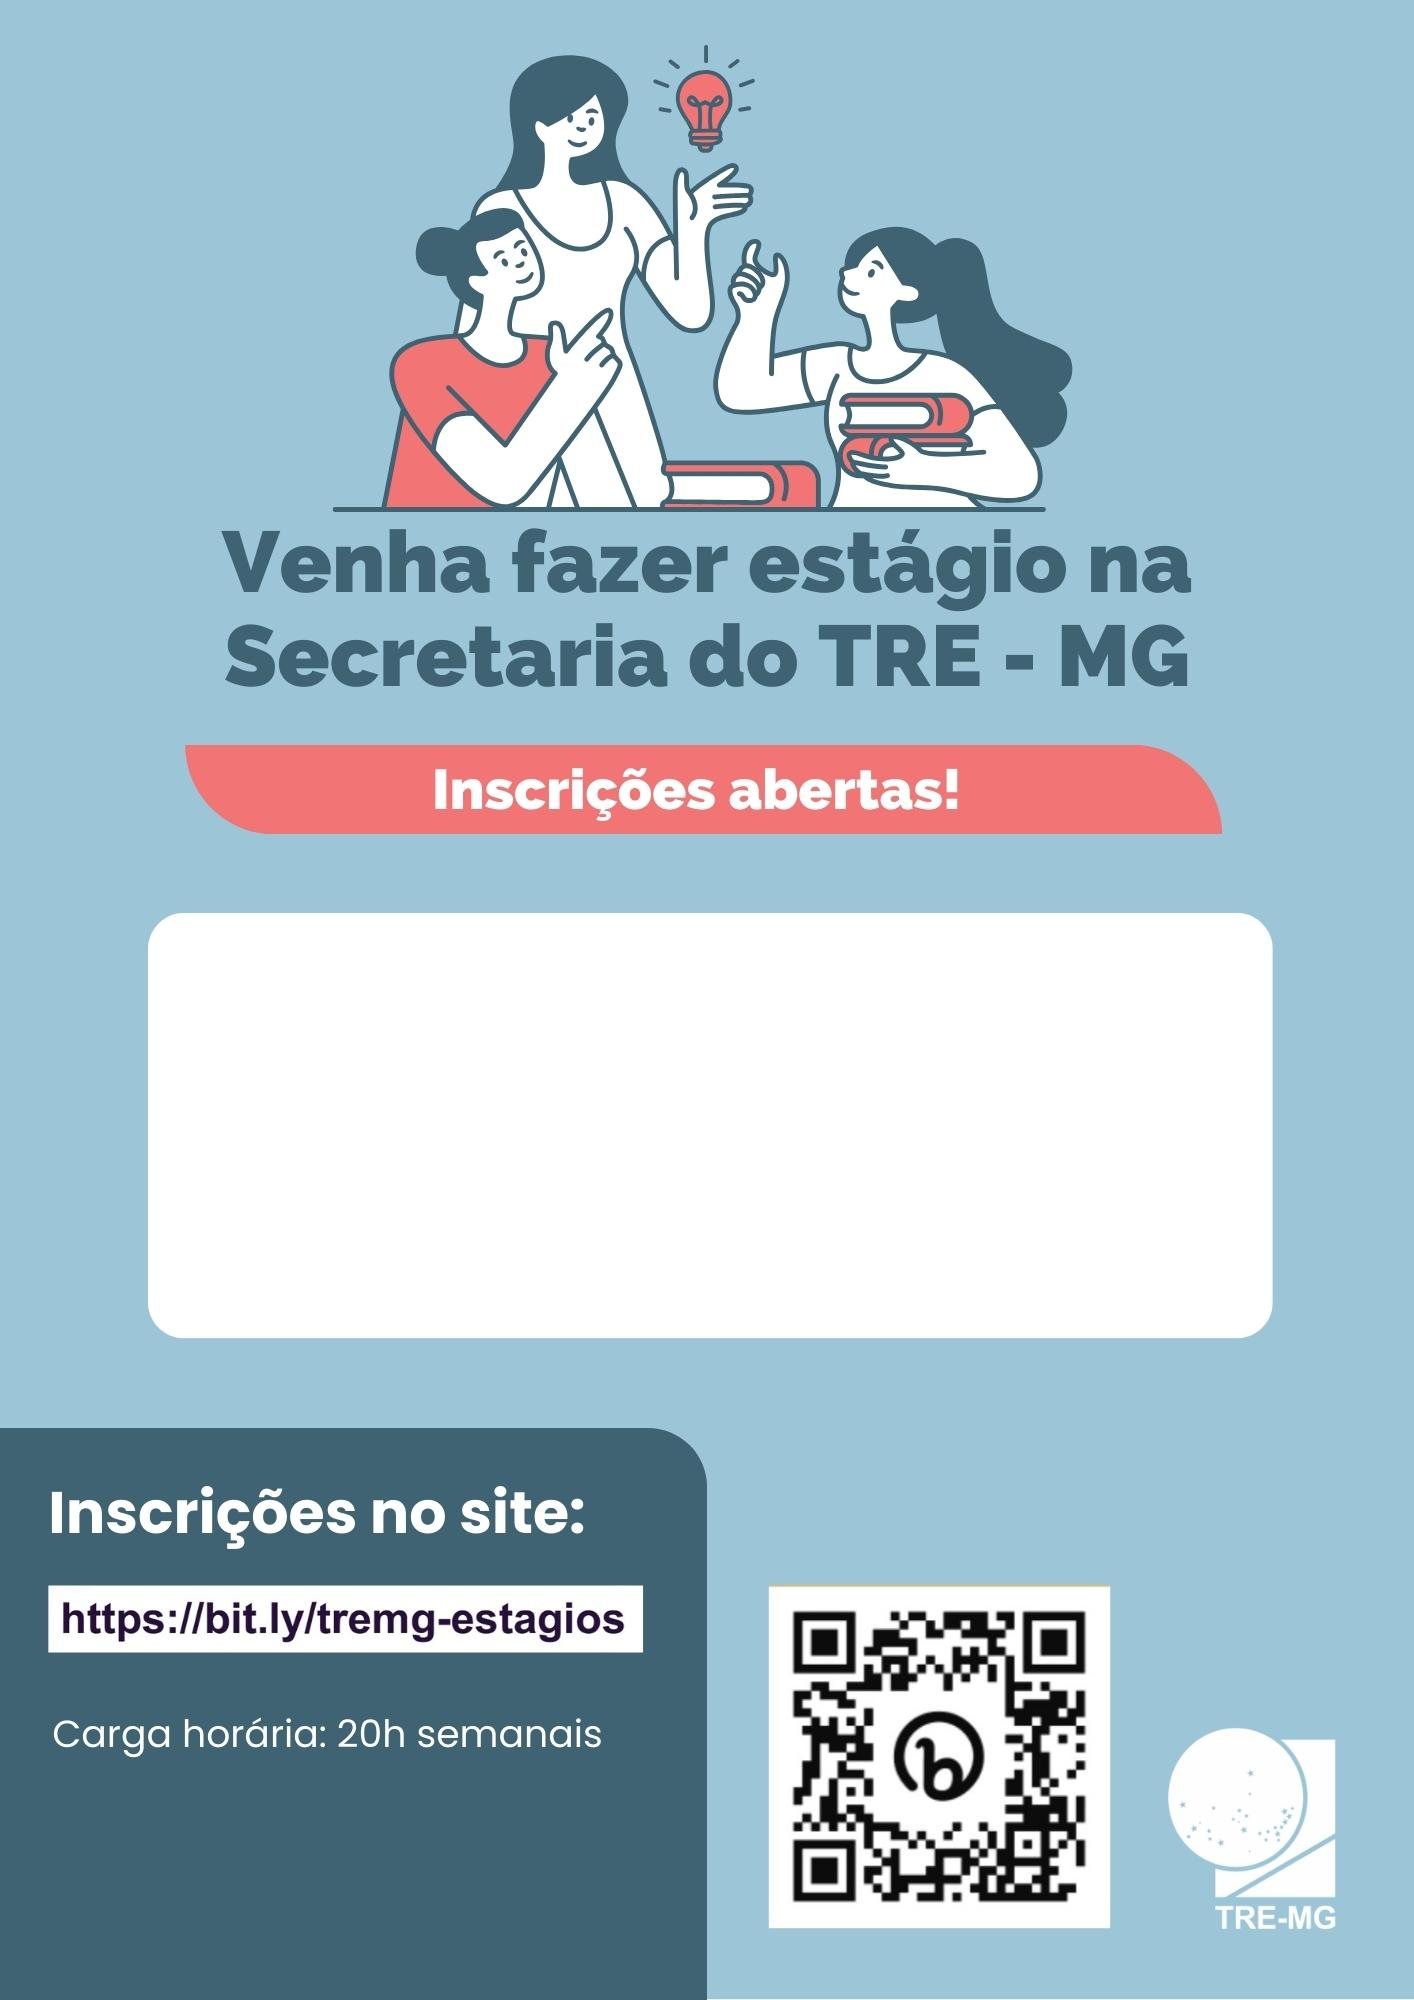 Venha fazer estágio na
Secretaria do TRE - MG
Inscrições abertas!
Inscrições no site:
https://bit.ly/tremg-estagios
Carga horária: 20h semanais
TRE-MG